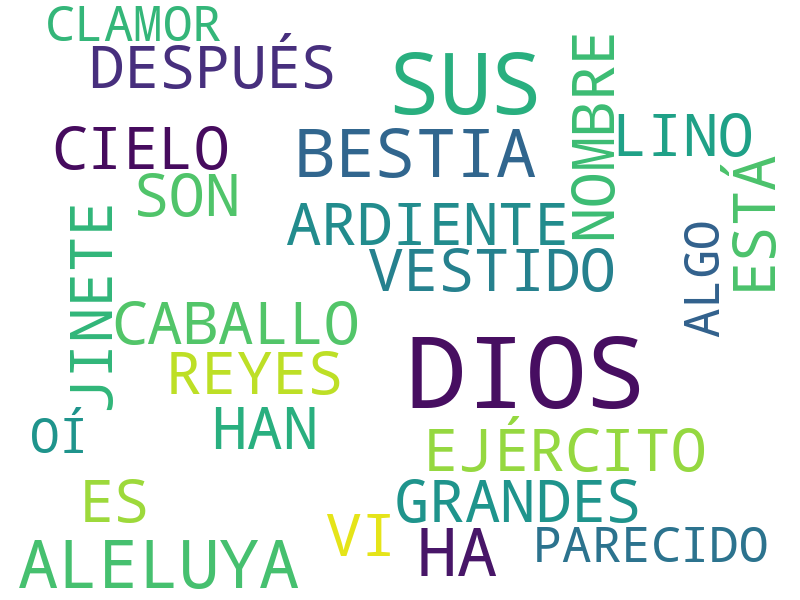 CLAMOR
DESPUÉS
SUS
NOMBRE
LINO
CIELO
BESTIA
ESTÁ
SON
ARDIENTE
JINETE
VESTIDO
ALGO
CABALLO
DIOS
REYES
HAN
OÍ
EJÉRCITO
ES
GRANDES
VI
HA
PARECIDO
ALELUYA